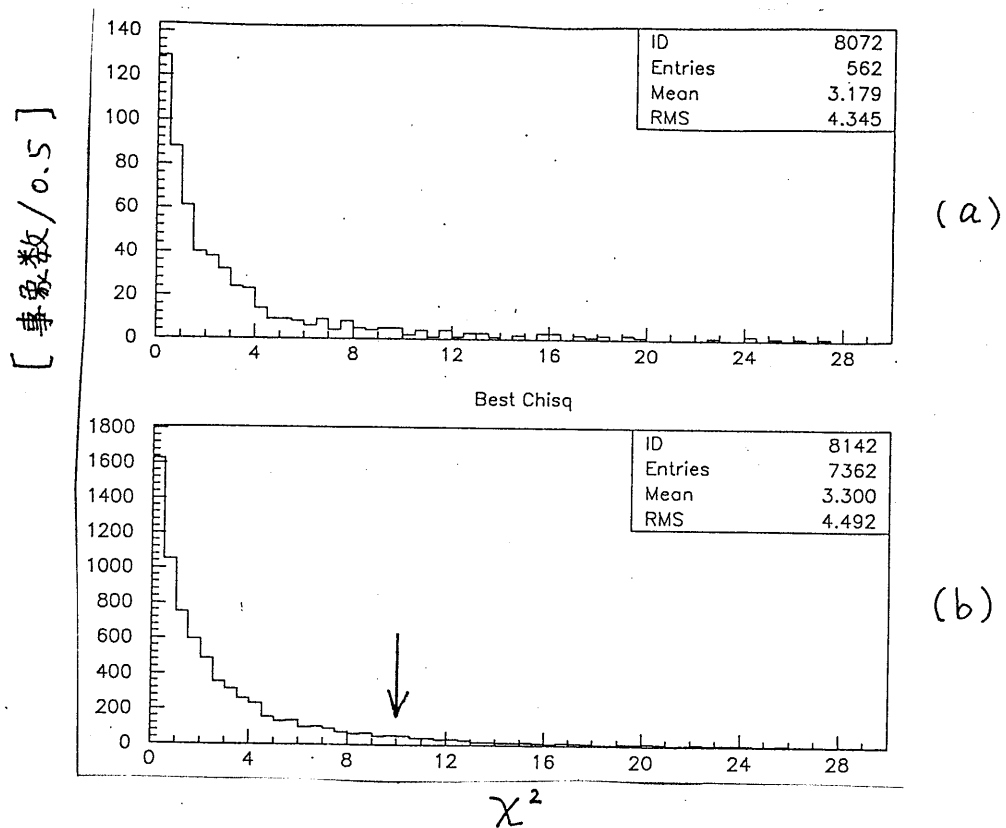 [事象数/0.5]
140
120
100
80
60
40
20
0
0 4 8 12 16 20 24 28
ID 8072
Entries 562
Mean 3.179
RMS 4.345
(a)
Best Chisq
1800
1600
1400
1200
1000
800
600
400
200
0
0 4 8 12 16 20 24 28
ID 8142
Entries 7362
Mean 3.300
RMS 4.492
(b)
χ²